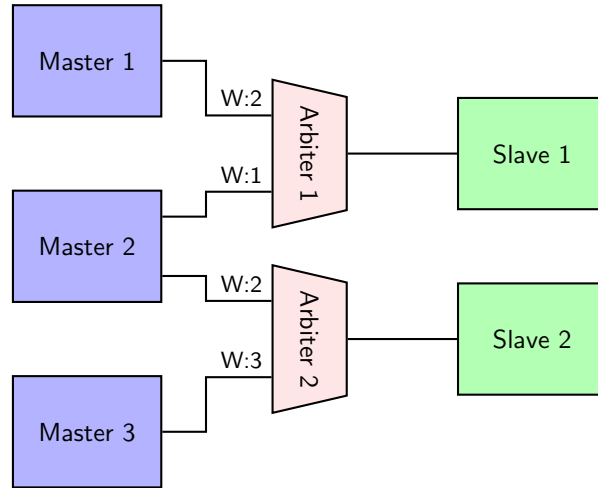 Master 1
W:2
Arbiter 1
Slave 1
W:1
Master 2
W:2
Arbiter 2
Slave 2
W:3
Master 3